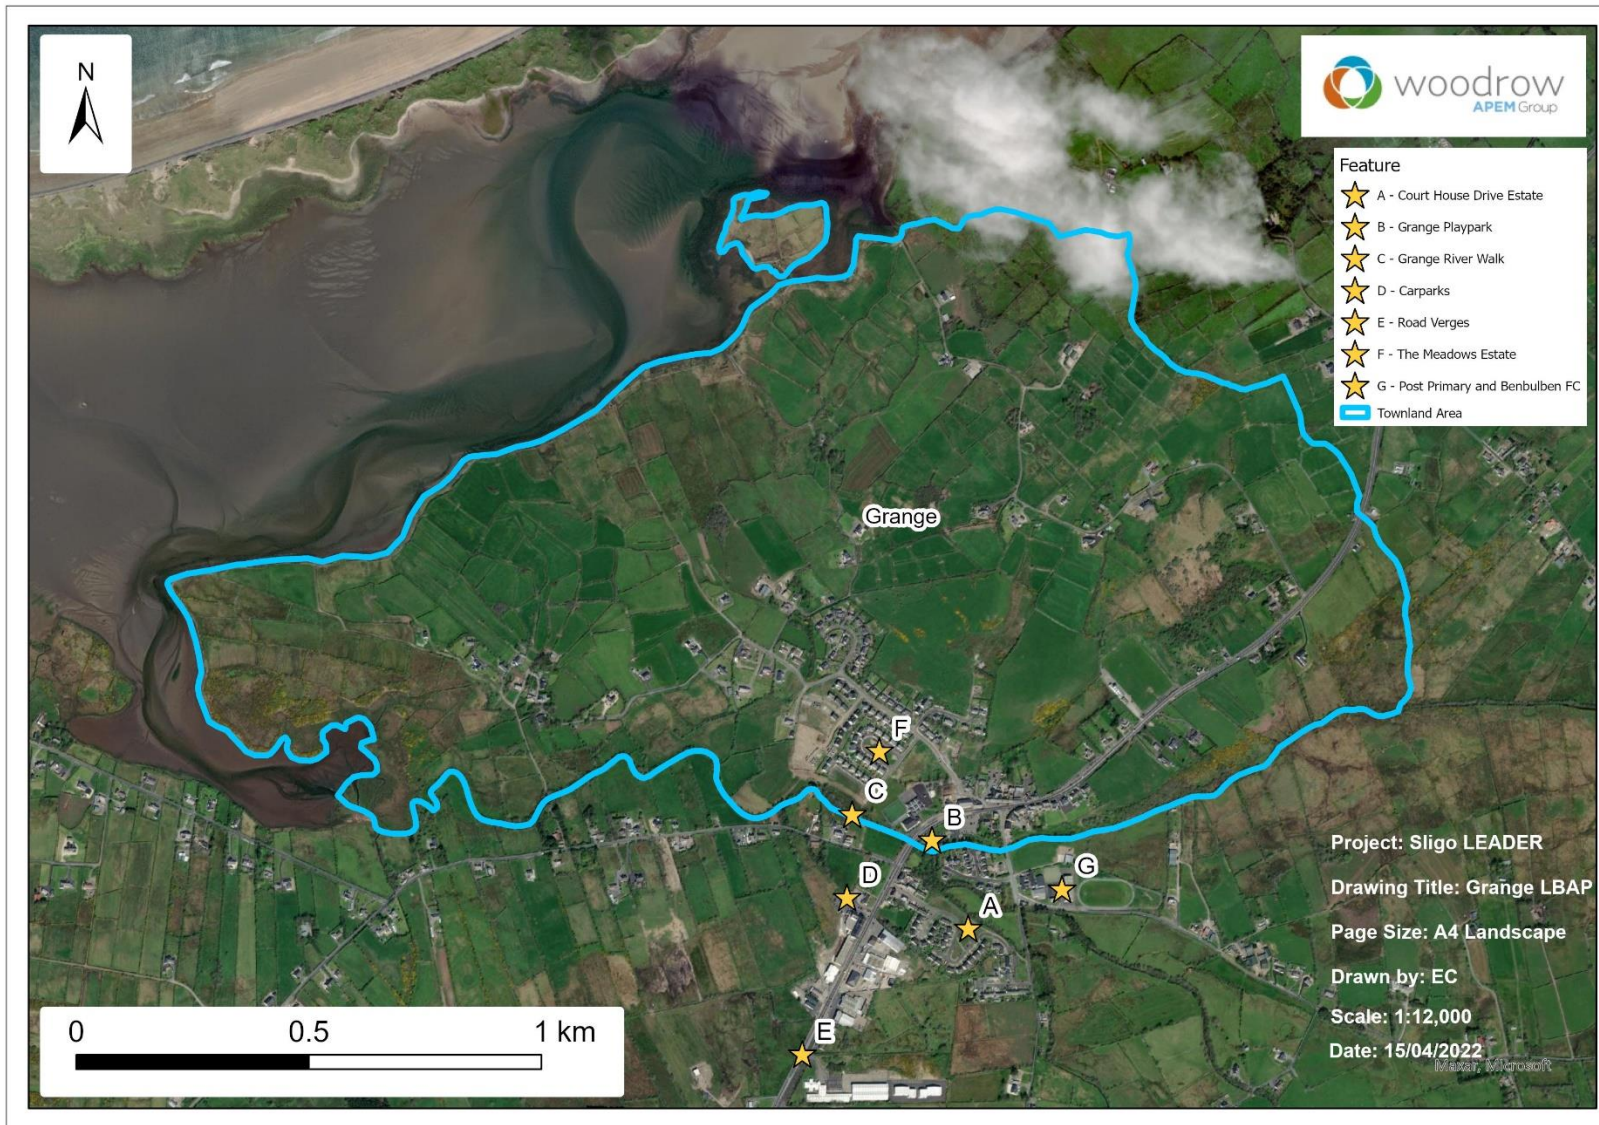 N
woodrow
APEM Group
Feature
A - Court House Drive Estate
B - Grange Playpark
C - Grange River Walk
D - Carparks
E - Road Verges
F - The Meadows Estate
G - Post Primary and Benbulben FC
Townland Area
Grange
F
C
B
D
G
A
E
Project: Sligo LEADER
Drawing Title: Grange LBAP
Page Size: A4 Landscape
Drawn by: EC
Scale: 1:12,000
Date: 15/04/2022
Maxar, Microsoft
0 0.5 1 km